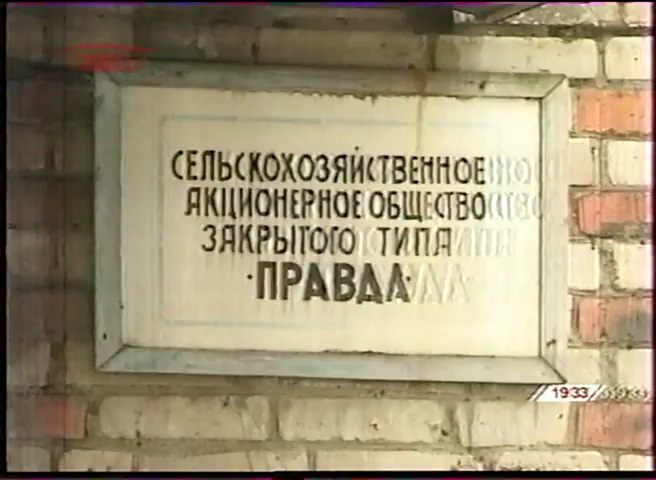 СЕЛЬСКОХОЗЯЙСТВЕННОЕ
АКЦИОНЕРНОЕ ОБЩЕСТВО
ЗАКРЫТОГО ТИПА
·ПРАВДА·
19:33